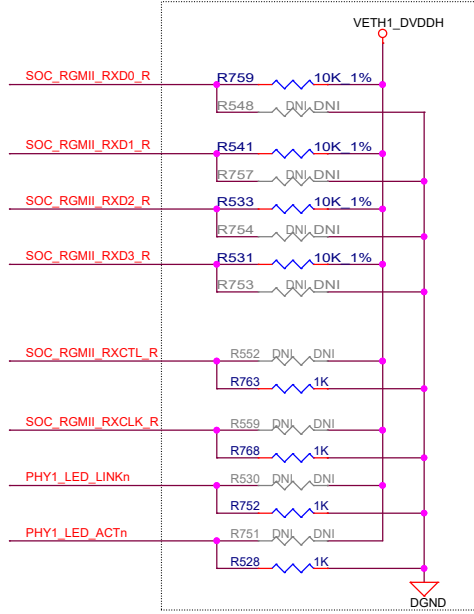 VETH1_DVDDH
SOC_RGMII_RXD0_R
R759 10K_1%
R548 DNI DNI
SOC_RGMII_RXD1_R
R541 10K_1%
R757 DNI DNI
SOC_RGMII_RXD2_R
R533 10K_1%
R754 DNI DNI
SOC_RGMII_RXD3_R
R531 10K_1%
R753 DNI DNI
SOC_RGMII_RXCTL_R
R552 DNI DNI
R763 1K
SOC_RGMII_RXCLK_R
R559 DNI DNI
R768 1K
PHY1_LED_LINKn
R530 DNI DNI
R752 1K
PHY1_LED_ACTn
R751 DNI DNI
R528 1K
DGND